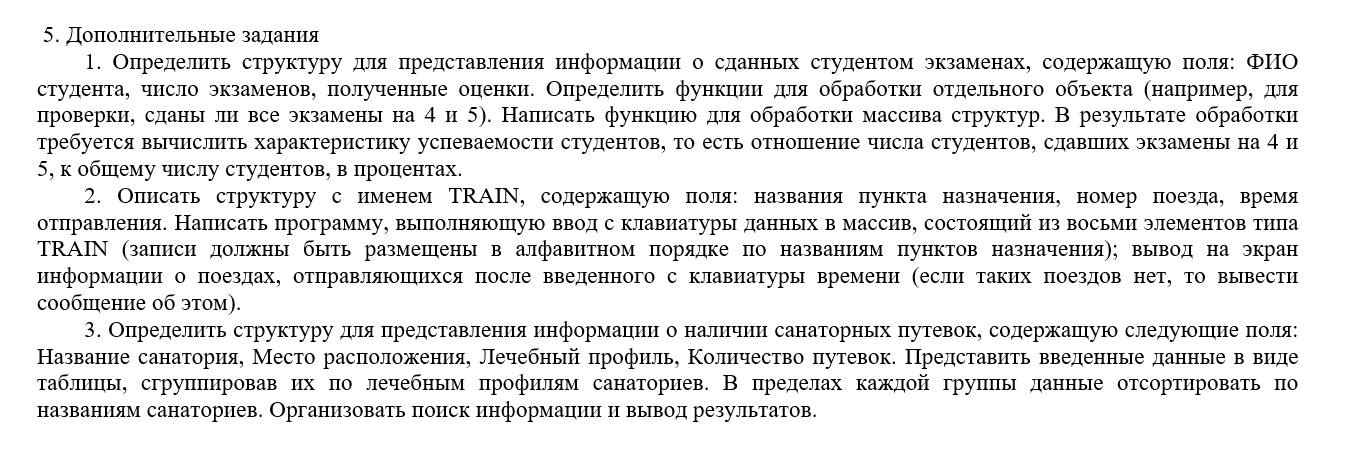 5. Дополнительные задания
1. Определить структуру для представления информации о сданных студентом экзаменах, содержащую поля: ФИО
студента, число экзаменов, полученные оценки. Определить функции для обработки отдельного объекта (например, для
проверки, сданы ли все экзамены на 4 и 5). Написать функцию для обработки массива структур. В результате обработки
требуется вычислить характеристику успеваемости студентов, то есть отношение числа студентов, сдавших экзамены на 4 и
5, к общему числу студентов, в процентах.
2. Описать структуру с именем TRAIN, содержащую поля: названия пункта назначения, номер поезда, время
отправления. Написать программу, выполняющую ввод с клавиатуры данных в массив, состоящий из восьми элементов типа
TRAIN (записи должны быть размещены в алфавитном порядке по названиям пунктов назначения); вывод на экран
информации о поездах, отправляющихся после введенного с клавиатуры времени (если таких поездов нет, то вывести
сообщение об этом).
3. Определить структуру для представления информации о наличии санаторных путевок, содержащую следующие поля:
Название санатория, Место расположения, Лечебный профиль, Количество путевок. Представить введенные данные в виде
таблицы, сгруппировав их по лечебным профилям санаториев. В пределах каждой группы данные отсортировать по
названиям санаториев. Организовать поиск информации и вывод результатов.